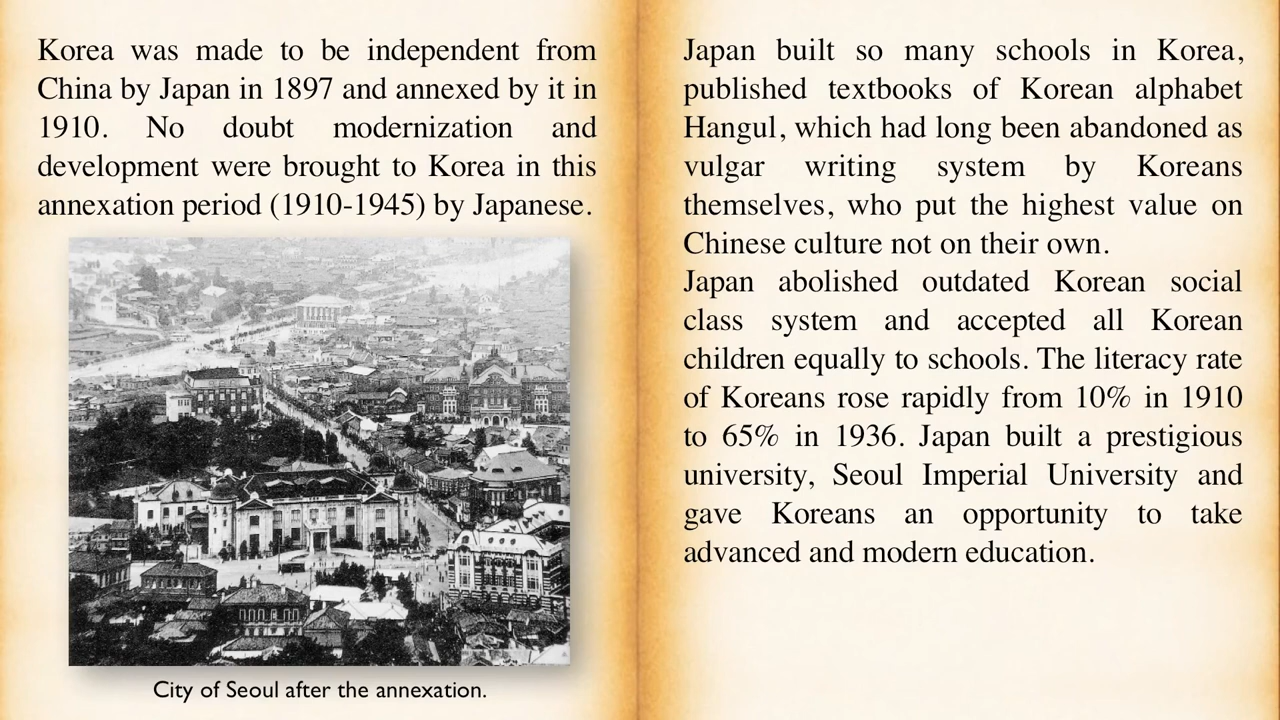 Korea was made to be independent from
China by Japan in 1897 and annexed by it in
1910. No doubt modernization and
development were brought to Korea in this
annexation period (1910-1945) by Japanese.
City of Seoul after the annexation.
Japan built so many schools in Korea,
published textbooks of Korean alphabet
Hangul, which had long been abandoned as
vulgar writing system by Koreans
themselves, who put the highest value on
Chinese culture not on their own.
Japan abolished outdated Korean social
class system and accepted all Korean
children equally to schools. The literacy rate
of Koreans rose rapidly from 10% in 1910
to 65% in 1936. Japan built a prestigious
university, Seoul Imperial University and
gave Koreans an opportunity to take
advanced and modern education.